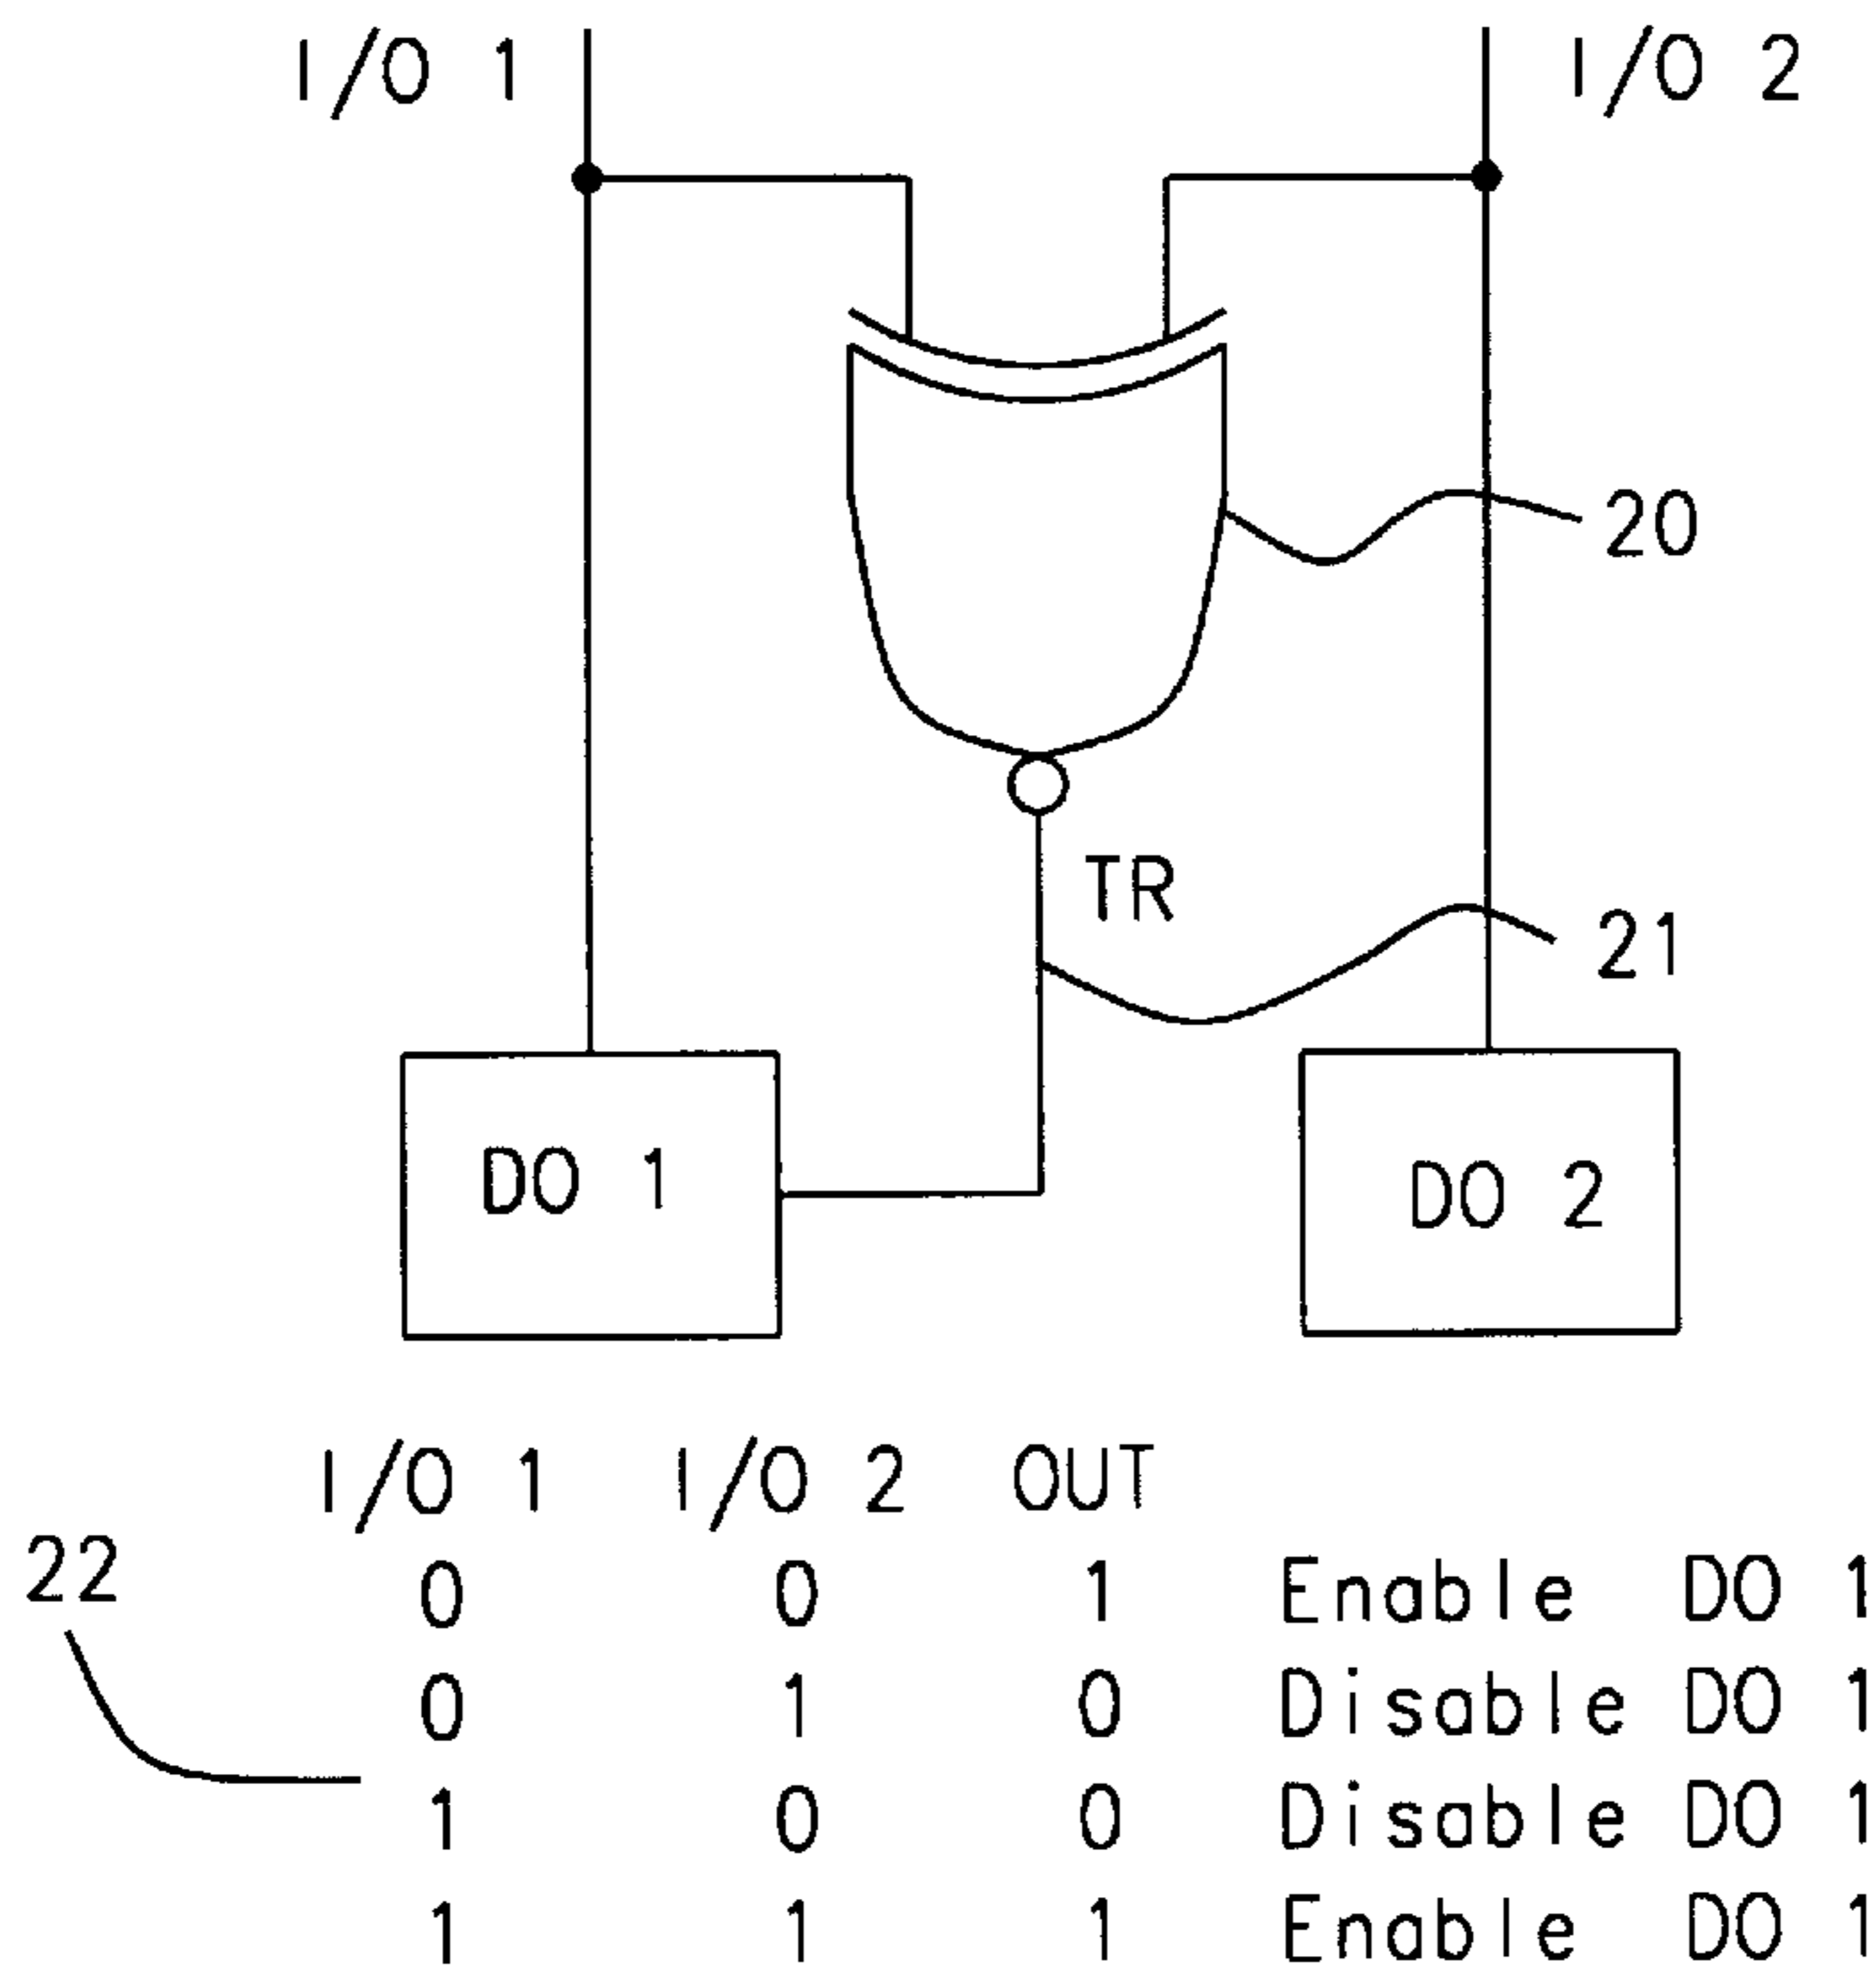 I/O 1
I/O 2
20
TR
21
DO 1
DO 2
I/O 1 I/O 2 OUT
22
0 0 1 Enable DO 1
0 1 0 Disable DO 1
1 0 0 Disable DO 1
1 1 1 Enable DO 1